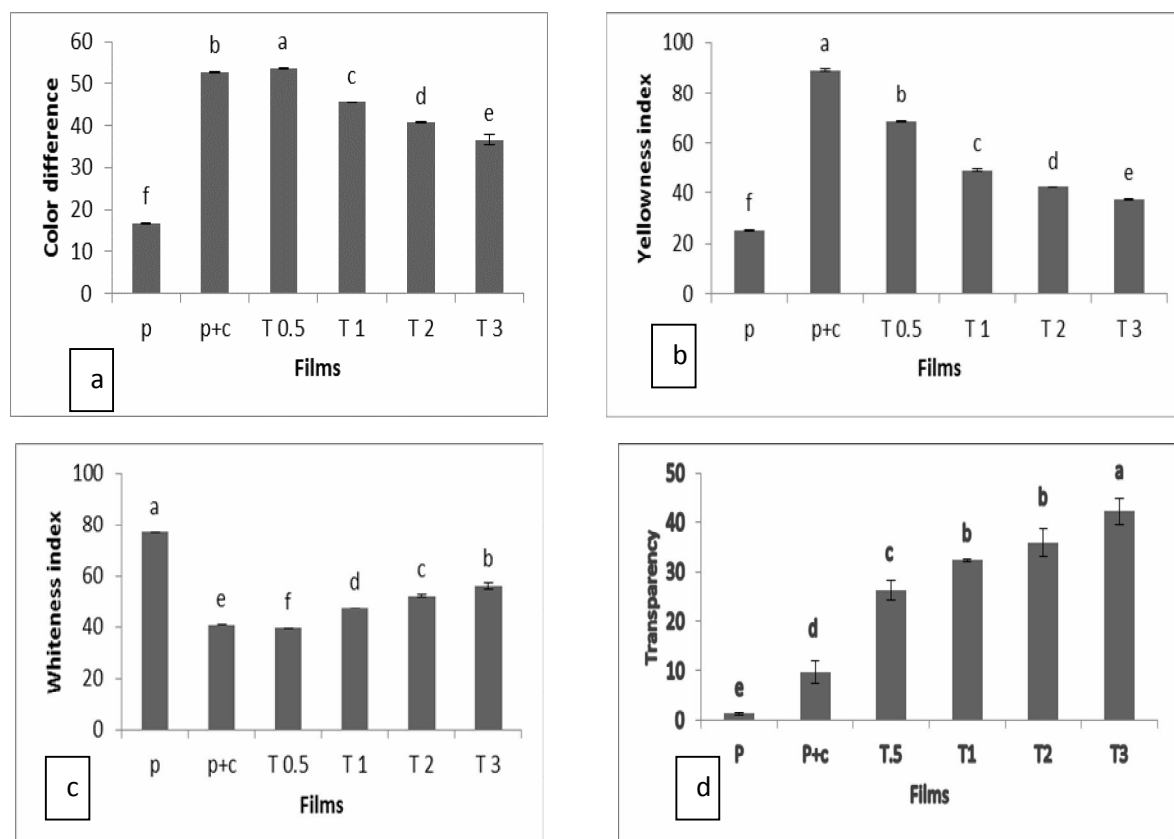 Color difference
60
50
40
30
20
10
0
f
b
a
c
d
e
p p+c T 0.5 T 1 T 2 T 3
Films
a
Yellowness index
100
80
60
40
20
0
f
a
b
c
d
e
p p+c T 0.5 T 1 T 2 T 3
Films
b
Whiteness index
100
80
60
40
20
0
a
e
f
d
c
b
p p+c T 0.5 T 1 T 2 T 3
Films
c
Transparency
50
40
30
20
10
0
e
d
c
b
b
a
P P+c T.5 T1 T2 T3
Films
d